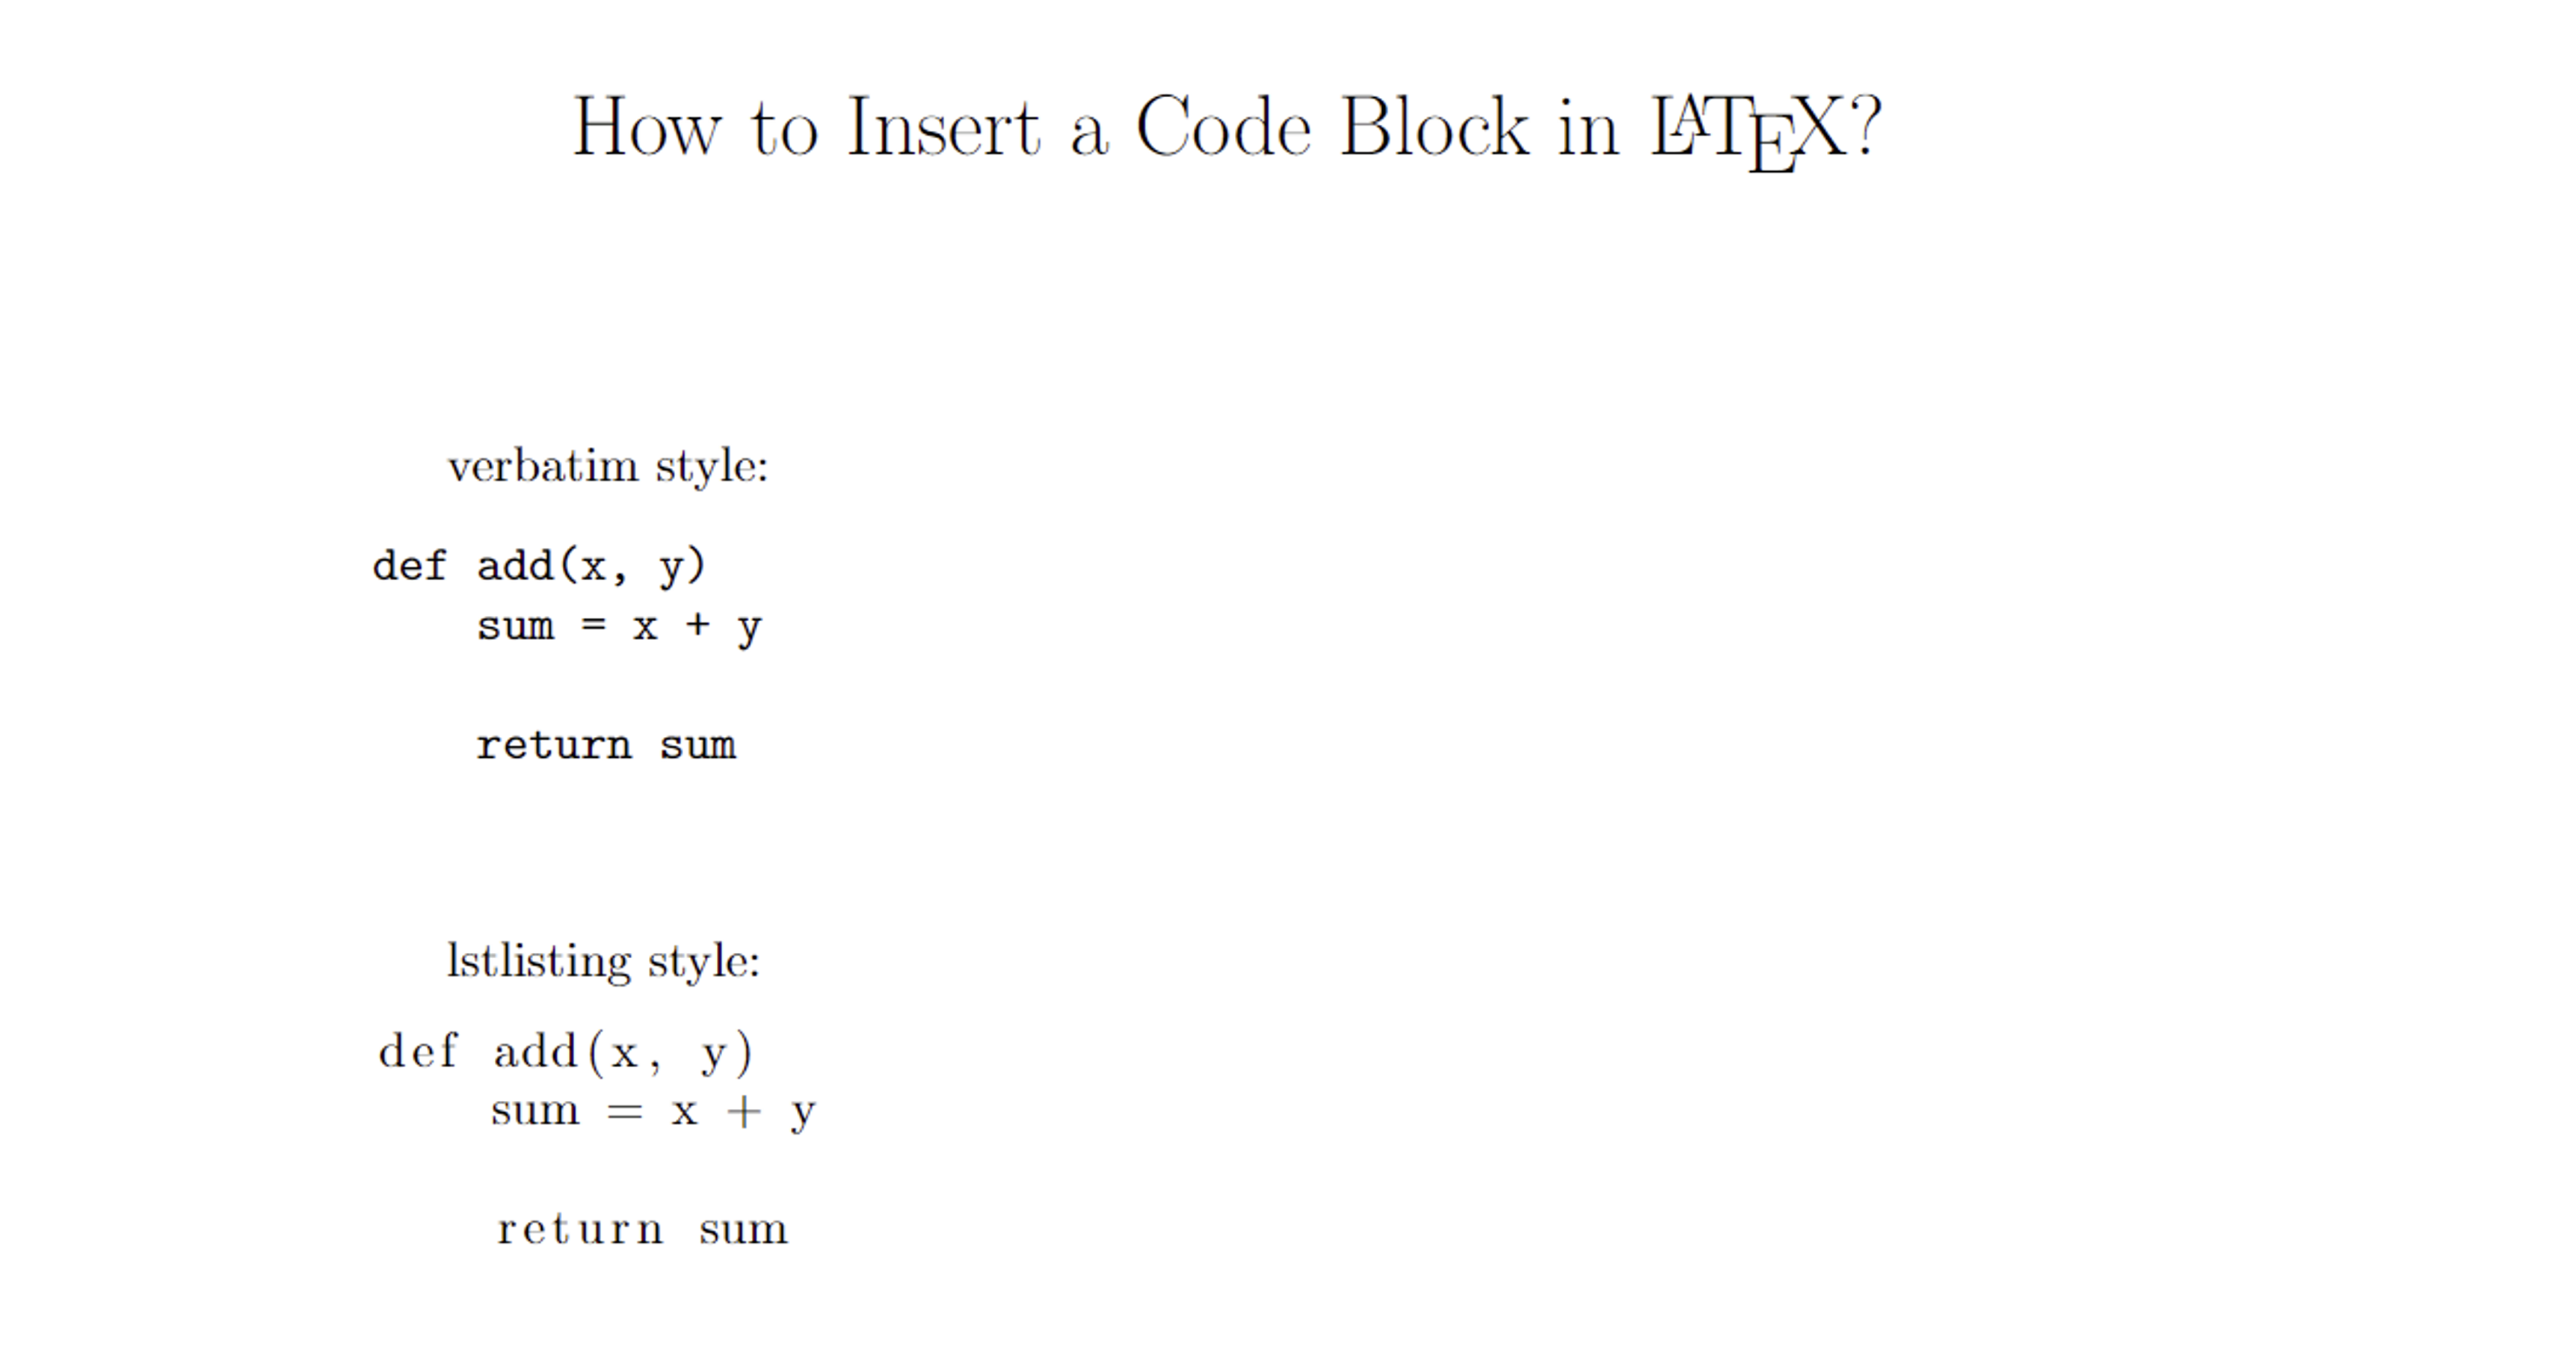 How to Insert a Code Block in LATEX?
verbatim style:
def add(x, y)
    sum = x + y
    return sum
lstlisting style:
def add(x, y)
    sum = x + y
    return sum